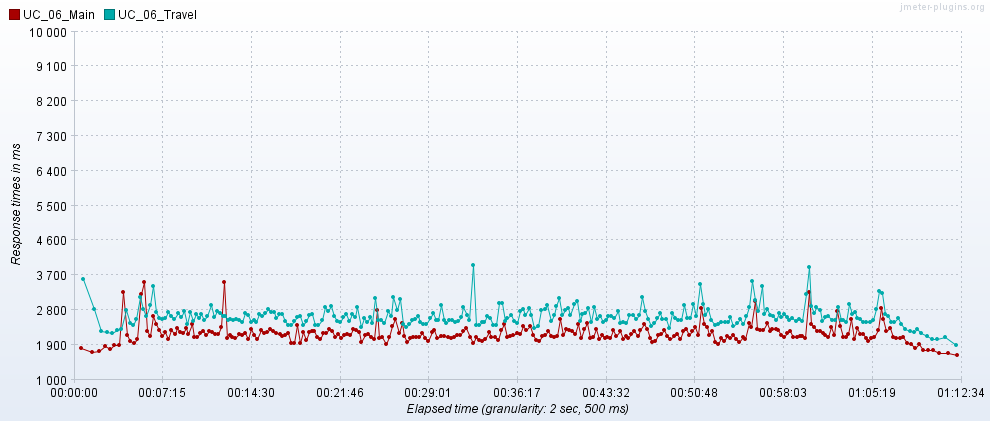 UC_06_Main UC_06_Travel
jmeter-plugins.org
10 000
9 100
8 200
7 300
6 400
5 500
4 600
3 700
2 800
1 900
1 000
Response times in ms
00:00:00 00:07:15 00:14:30 00:21:46 00:29:01 00:36:17 00:43:32 00:50:48 00:58:03 01:05:19 01:12:34
Elapsed time (granularity: 2 sec, 500 ms)